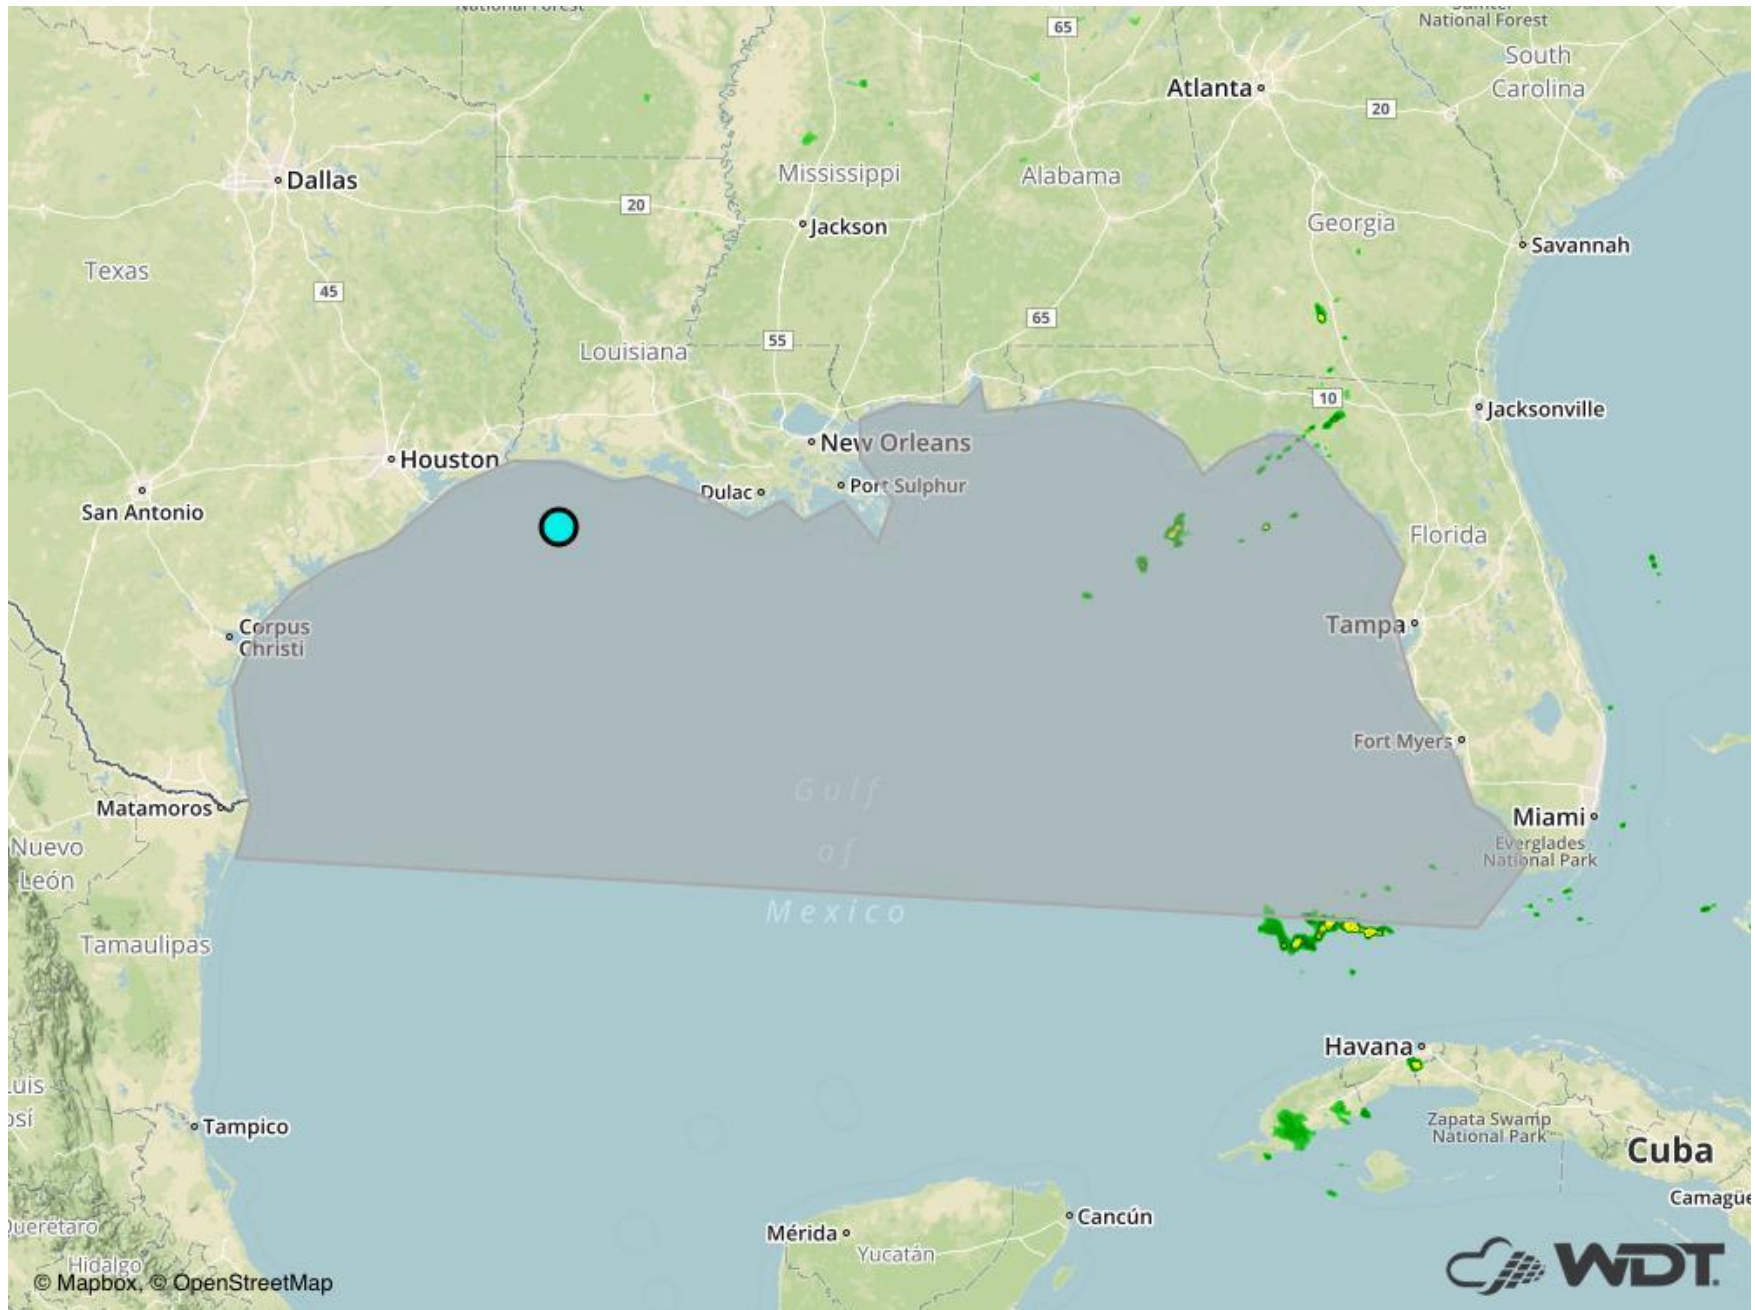 National Forest
65
National Forest
South
Carolina
Atlanta
20
Dallas
Mississippi
Alabama
20
Jackson
Georgia
Savannah
Texas
45
65
55
Louisiana
10
Jacksonville
New Orleans
Houston
Dulac
Port Sulphur
San Antonio
Florida
Corpus
Christi
Tampa
Fort Myers
Gulf
of
Mexico
Matamoros
Miami
Everglades
National Park
Nuevo
León
Tamaulipas
Havana
Tampico
Zapata Swamp
National Park
Cuba
Mérida
Cancún
Yucatán
Hidalgo
© Mapbox, © OpenStreetMap
WDT.